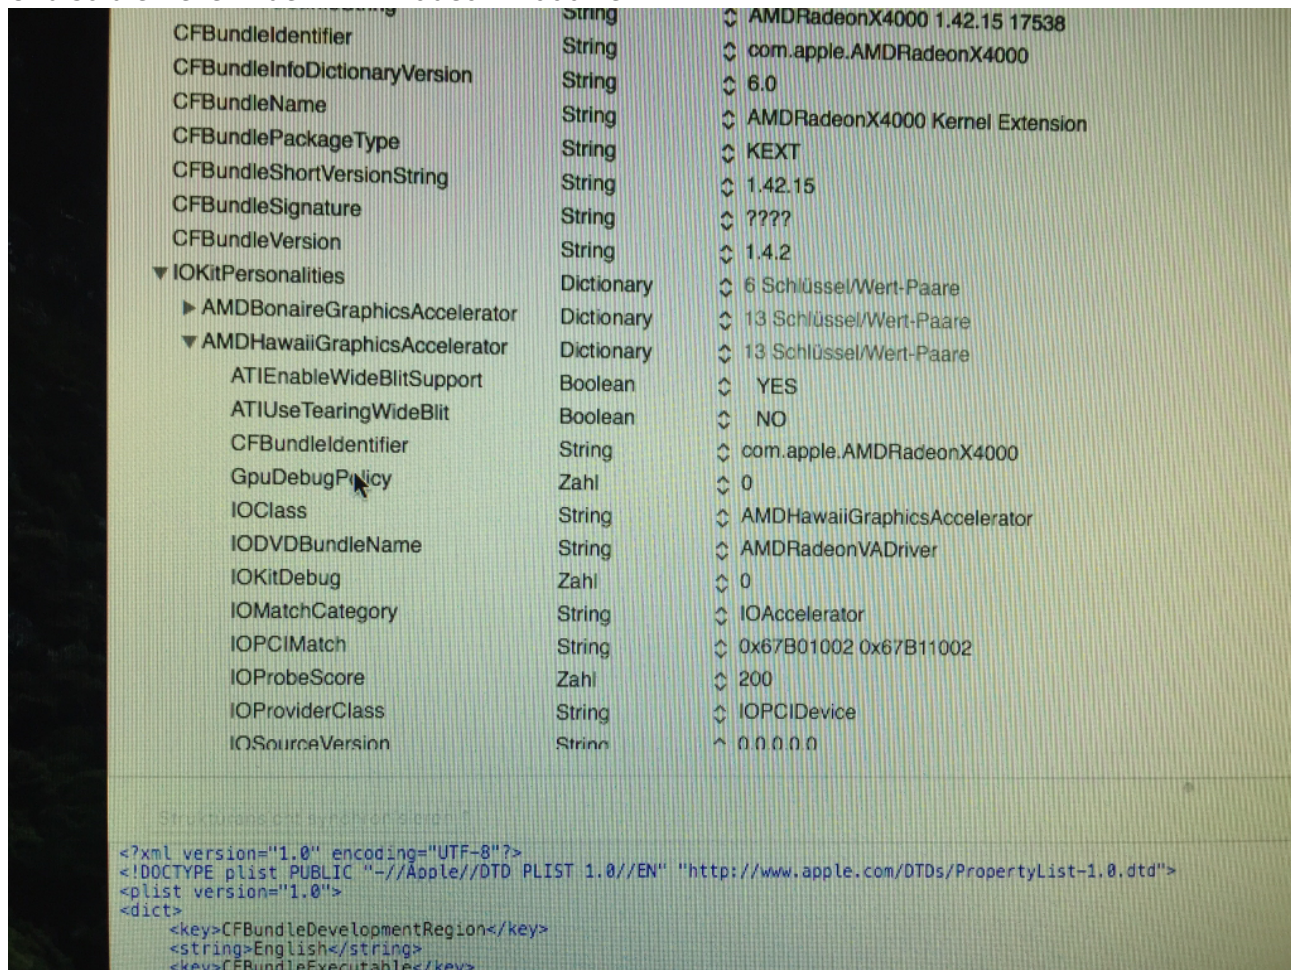 String AMDRadeonX4000 1.42.15 17538
CFBundleIdentifier String com.apple.AMDRadeonX4000
CFBundleInfoDictionaryVersion String 6.0
CFBundleName String AMDRadeonX4000 Kernel Extension
CFBundlePackageType String KEXT
CFBundleShortVersionString String 1.42.15
CFBundleSignature String ????
CFBundleVersion String 1.4.2
IOKitPersonalities Dictionary 6 Schlüssel/Wert-Paare
AMDBonaireGraphicsAccelerator Dictionary 13 Schlüssel/Wert-Paare
AMDHawaiiGraphicsAccelerator Dictionary 13 Schlüssel/Wert-Paare
ATIEnableWideBlitSupport Boolean YES
ATIUseTearingWideBlit Boolean NO
CFBundleIdentifier String com.apple.AMDRadeonX4000
GpuDebugPolicy Zahl 0
IOClass String AMDHawaiiGraphicsAccelerator
IODVDBundleName String AMDRadeonVADriver
IOKitDebug Zahl 0
IOMatchCategory String IOAccelerator
IOPCIMatch String 0x67B01002 0x67B11002
IOProbeScore Zahl 200
IOProviderClass String IOPCIDevice
IOSourceVersion String 0.0.0.0.0
<?xml version="1.0" encoding="UTF-8"?>
<!DOCTYPE plist PUBLIC "-//Apple//DTD PLIST 1.0//EN" "http://www.apple.com/DTDs/PropertyList-1.0.dtd">
<plist version="1.0">
<dict>
<key>CFBundleDevelopmentRegion</key>
<string>English</string>
<key>CFBundleExecutable</key>